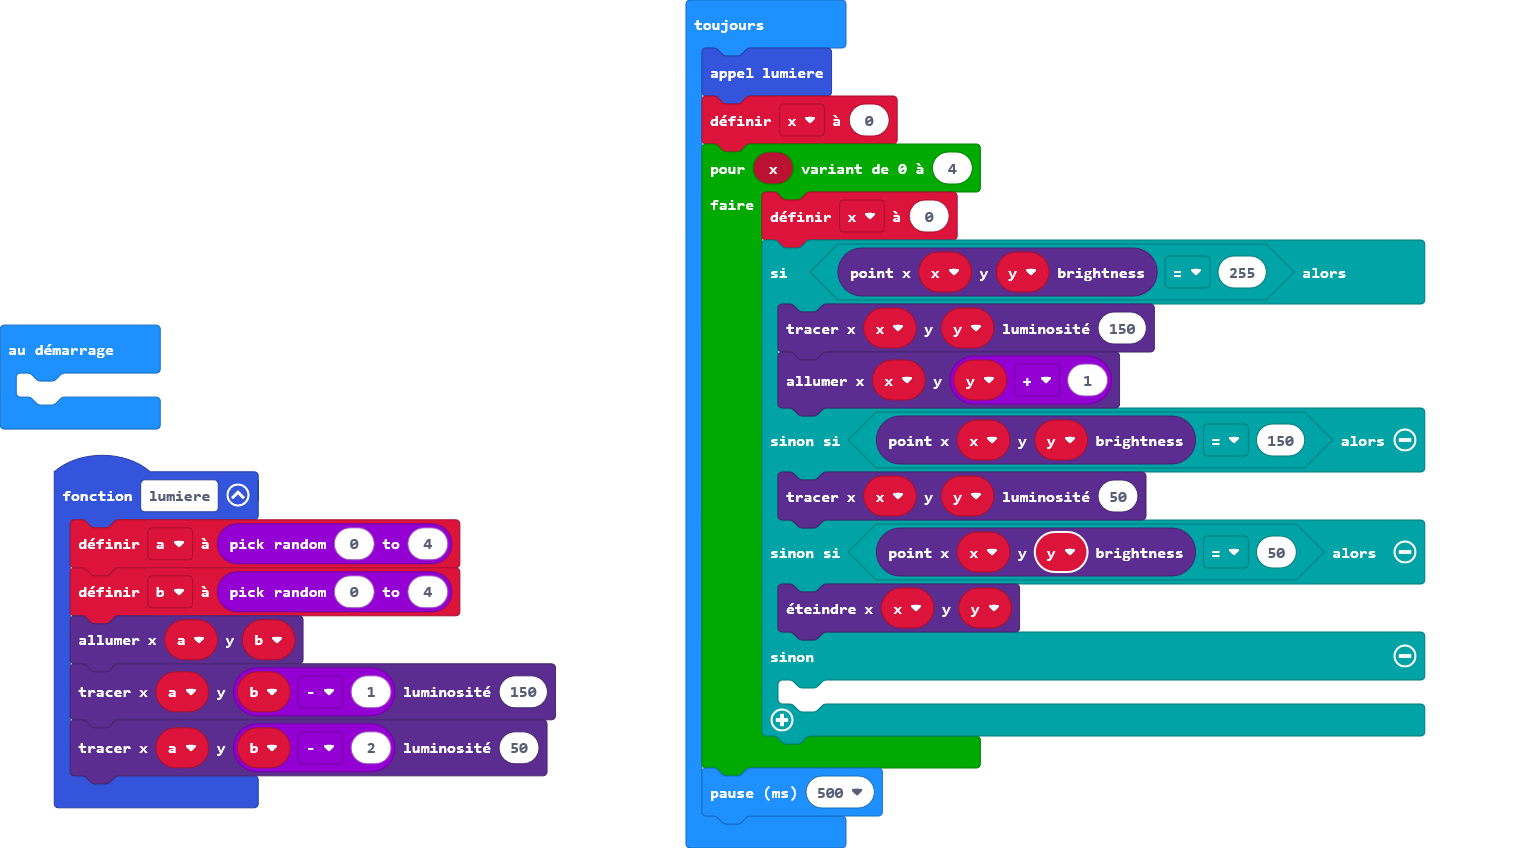 au démarrage
fonction lumiere
définir a à pick random 0 to 4
définir b à pick random 0 to 4
allumer x a y b
tracer x a y b - 1 luminosité 150
tracer x a y b - 2 luminosité 50
toujours
appel lumiere
définir x à 0
pour x variant de 0 à 4
faire
définir x à 0
si point x x y y brightness = 255 alors
tracer x x y y luminosité 150
allumer x x y y + 1
sinon si point x x y y brightness = 150 alors
tracer x x y y luminosité 50
sinon si point x x y y brightness = 50 alors
éteindre x x y y
sinon
pause (ms) 500